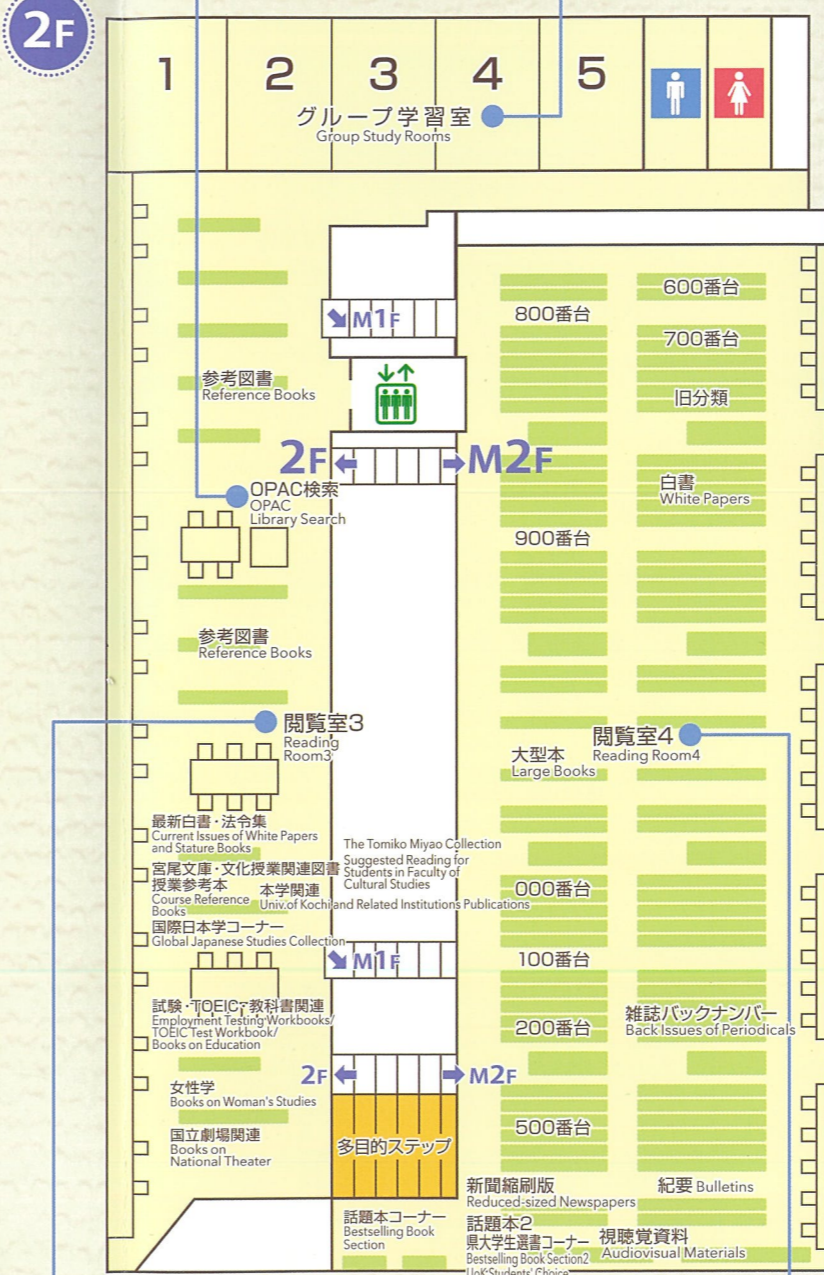 2F
1 2 3 4 5
グループ学習室
Group Study Rooms
M1F
参考図書
Reference Books
2F M2F
OPAC検索
OPAC
Library Search
参考図書
Reference Books
閲覧室3
Reading
Room3
最新白書・法令集
Current Issues of White Papers
and Stature Books
宮尾文庫・文化授業関連図書
The Tomiko Miyao Collection
Suggested Reading for
Students in Faculty of
Cultural Studies
授業参考本
Course Reference
Books
本学関連
Univ.of Kochi and Related Institutions Publications
国際日本学コーナー
Global Japanese Studies Collection
M1F
試験・TOEIC・教科書関連
Employment Testing Workbooks/
TOEIC Test Workbook/
Books on Education
2F M2F
女性学
Books on Woman's Studies
国立劇場関連
Books on
National Theater
多目的ステップ
話題本コーナー
Bestselling Book
Section
600番台
800番台
700番台
旧分類
白書
White Papers
900番台
閲覧室4
Reading Room4
大型本
Large Books
000番台
100番台
200番台
雑誌バックナンバー
Back Issues of Periodicals
500番台
新聞縮刷版
Reduced-sized Newspapers
紀要 Bulletins
話題本2
県大学生選書コーナー
Bestselling Book Section2
UoK Students' Choice
視聴覚資料
Audiovisual Materials